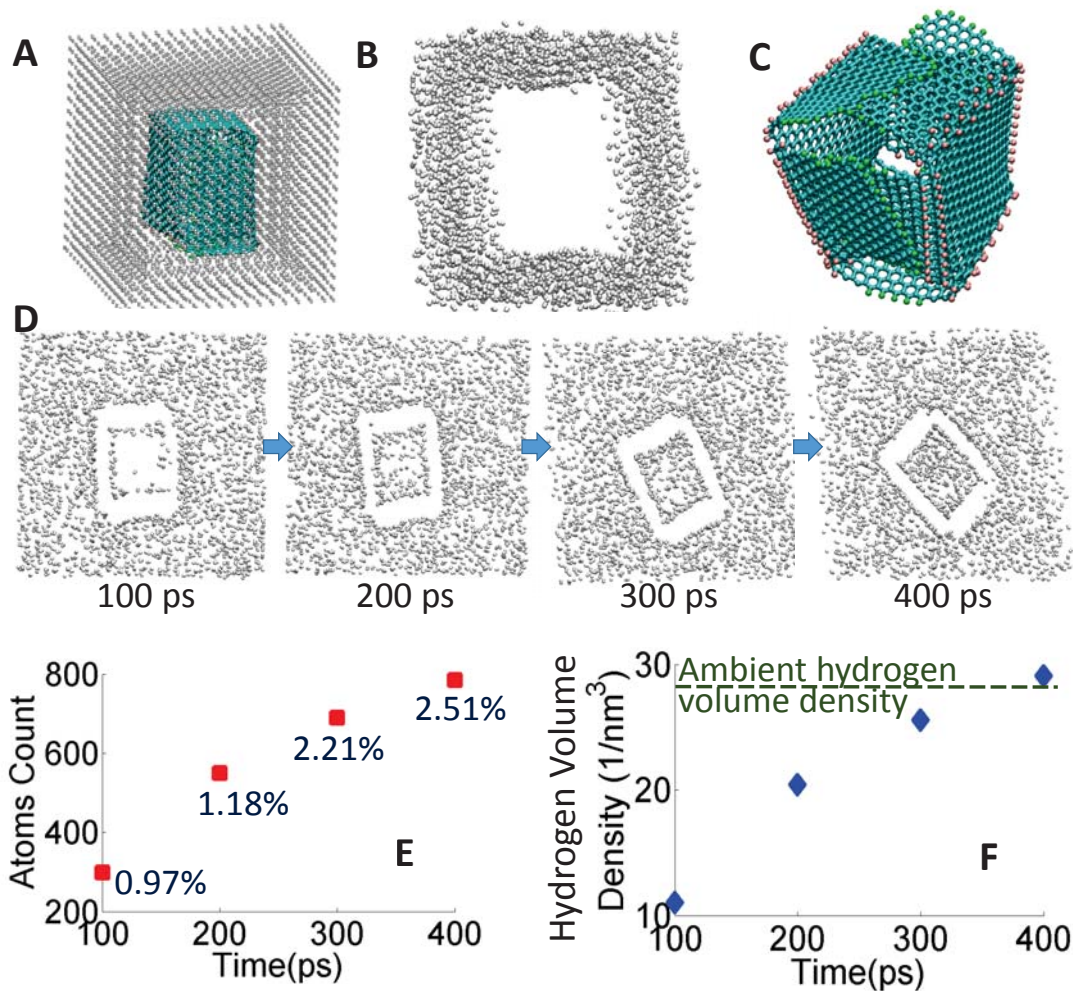 A
B
C
D
100 ps
200 ps
300 ps
400 ps
800
600
400
200
100
200
300
400
Time(ps)
Atoms Count
0.97%
1.18%
2.21%
2.51%
E
Hydrogen Volume
Density (1/nm³)
30
20
10
100
200
300
400
Time(ps)
Ambient hydrogen
volume density
F